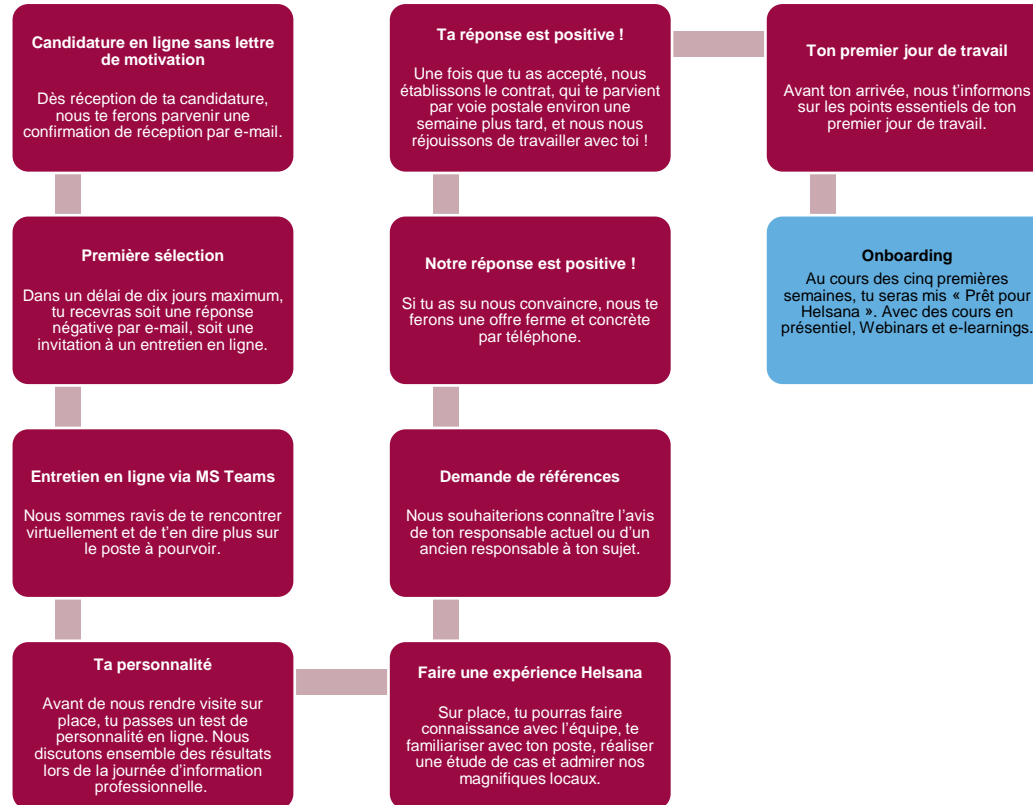 Candidature en ligne sans lettre
de motivation
Dès réception de ta candidature,
nous te ferons parvenir une
confirmation de réception par e-mail.
Première sélection
Dans un délai de dix jours maximum,
tu recevras soit une réponse
négative par e-mail, soit une
invitation à un entretien en ligne.
Entretien en ligne via MS Teams
Nous sommes ravis de te rencontrer
virtuellement et de t'en dire plus sur
le poste à pourvoir.
Ta personnalité
Avant de nous rendre visite sur
place, tu passes un test de
personnalité en ligne. Nous
discutons ensemble des résultats
lors de la journée d'information
professionnelle.
Faire une expérience Helsana
Sur place, tu pourras faire
connaissance avec l'équipe, te
familiariser avec ton poste, réaliser
une étude de cas et admirer nos
magnifiques locaux.
Demande de références
Nous souhaiterions connaître l'avis
de ton responsable actuel ou d'un
ancien responsable à ton sujet.
Notre réponse est positive !
Si tu as su nous convaincre, nous te
ferons une offre ferme et concrète
par téléphone.
Ta réponse est positive !
Une fois que tu as accepté, nous
établissons le contrat, qui te parvient
par voie postale environ une
semaine plus tard, et nous nous
réjouissons de travailler avec toi !
Ton premier jour de travail
Avant ton arrivée, nous t'informons
sur les points essentiels de ton
premier jour de travail.
Onboarding
Au cours des cinq premières
semaines, tu seras mis « Prêt pour
Helsana ». Avec des cours en
présentiel, Webinars et e-learnings.